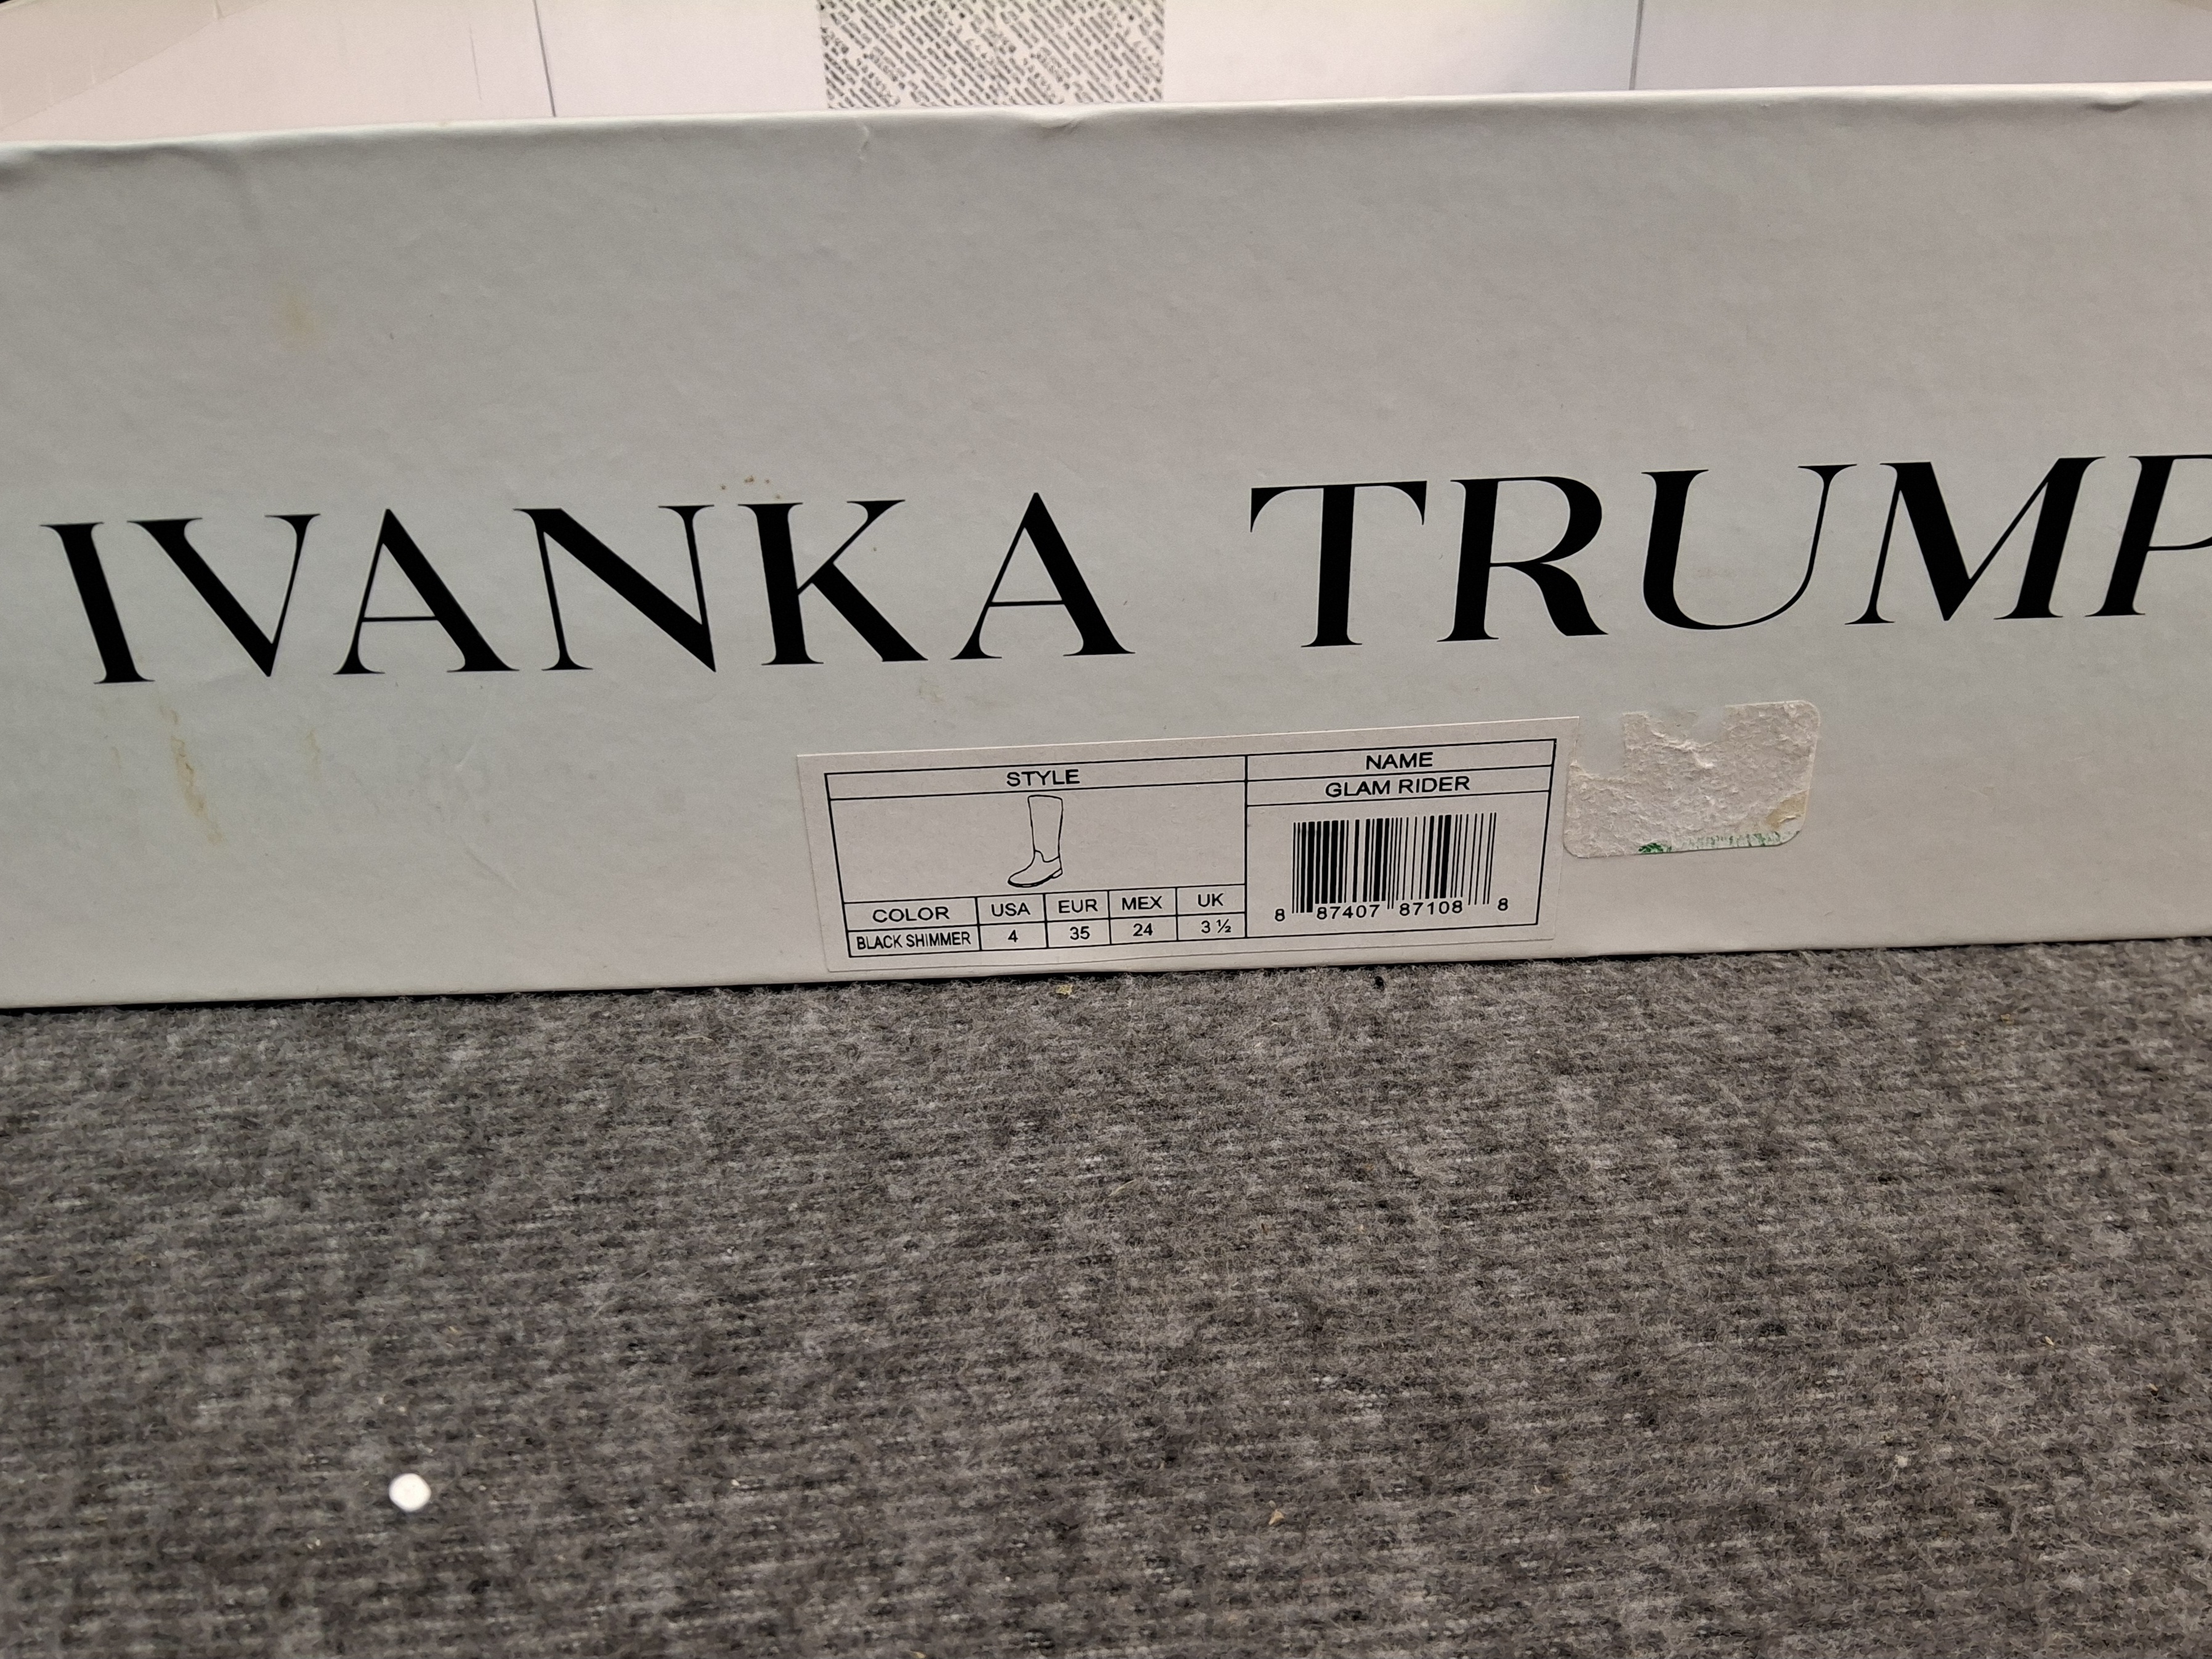 IVANKA TRUMP
STYLE
NAME
GLAM RIDER
COLOR USA EUR MEX UK
BLACK SHIMMER 4 35 24 3 ½
8 87407 87108 8